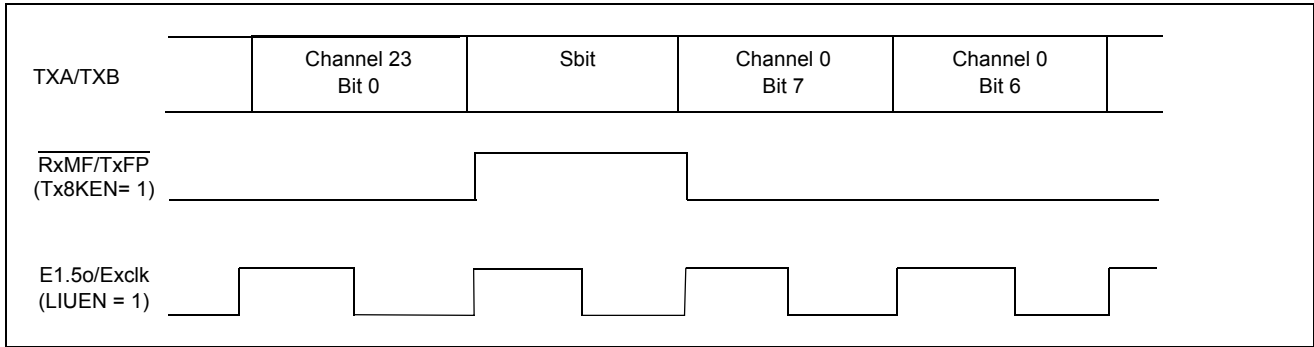 TXA/TXB
Channel 23
Bit 0
Sbit
Channel 0
Bit 7
Channel 0
Bit 6
RxMF/TxFP
(Tx8KEN= 1)
E1.5o/Exclk
(LIUEN = 1)